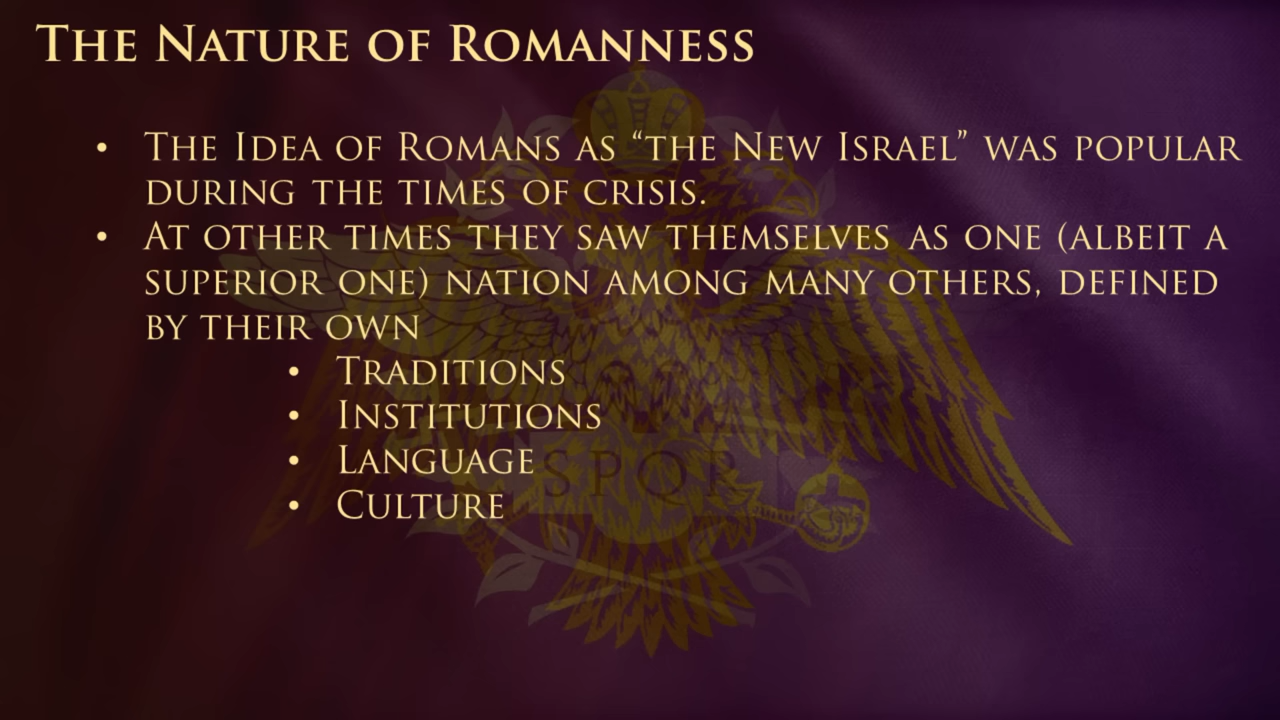 The Nature of Romanness
• The Idea of Romans as “the New Israel” was popular
during the times of crisis.
• At other times they saw themselves as one (albeit a
superior one) nation among many others, defined
by their own
• Traditions
• Institutions
• Language
• Culture
SPQR